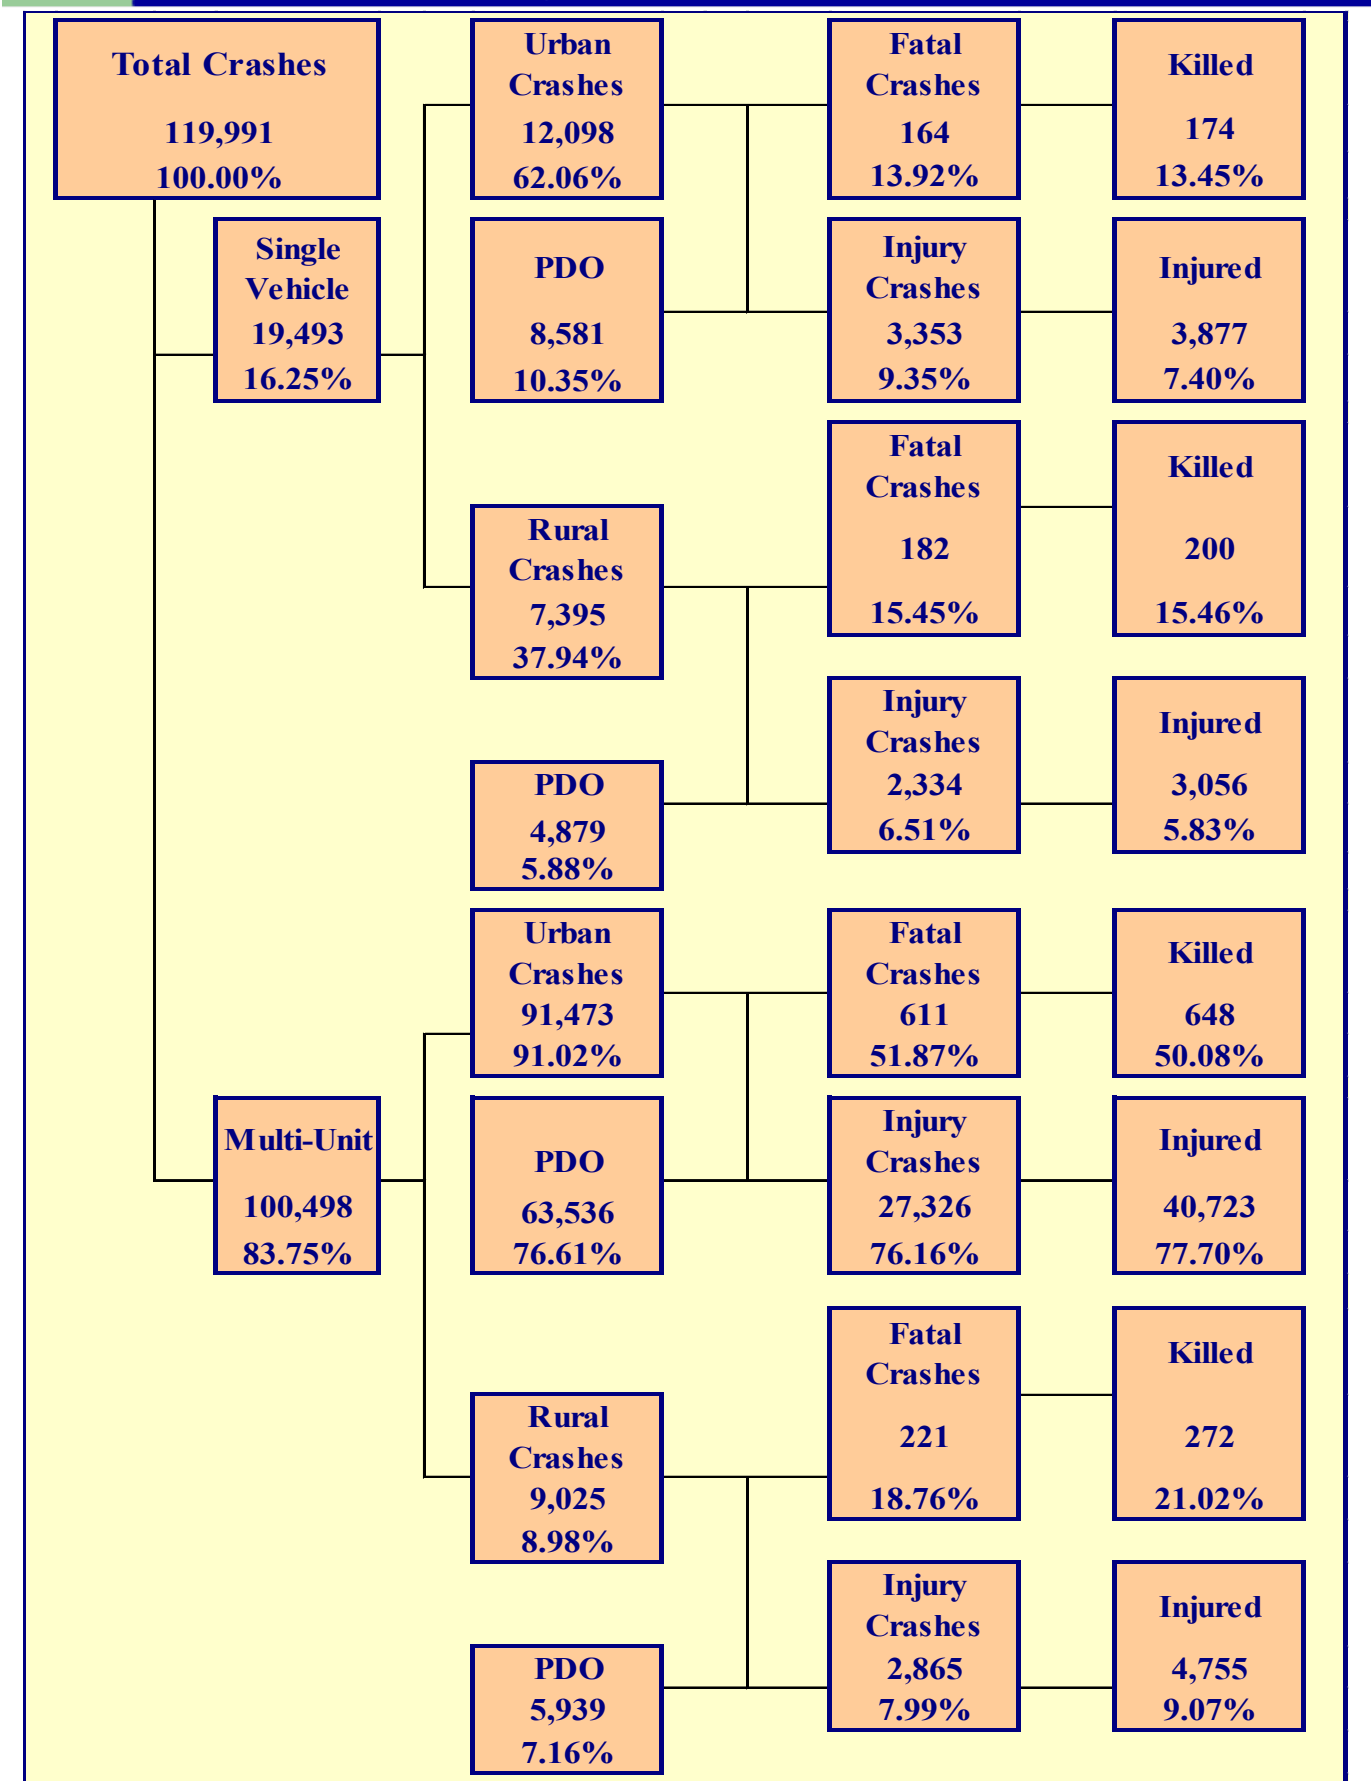 Total Crashes
119,991
100.00%
Single
Vehicle
19,493
16.25%
Urban
Crashes
12,098
62.06%
Fatal
Crashes
164
13.92%
Killed
174
13.45%
PDO
8,581
10.35%
Injury
Crashes
3,353
9.35%
Injured
3,877
7.40%
Rural
Crashes
7,395
37.94%
Fatal
Crashes
182
15.45%
Killed
200
15.46%
PDO
4,879
5.88%
Injury
Crashes
2,334
6.51%
Injured
3,056
5.83%
Multi-Unit
100,498
83.75%
Urban
Crashes
91,473
91.02%
Fatal
Crashes
611
51.87%
Killed
648
50.08%
PDO
63,536
76.61%
Injury
Crashes
27,326
76.16%
Injured
40,723
77.70%
Rural
Crashes
9,025
8.98%
Fatal
Crashes
221
18.76%
Killed
272
21.02%
PDO
5,939
7.16%
Injury
Crashes
2,865
7.99%
Injured
4,755
9.07%